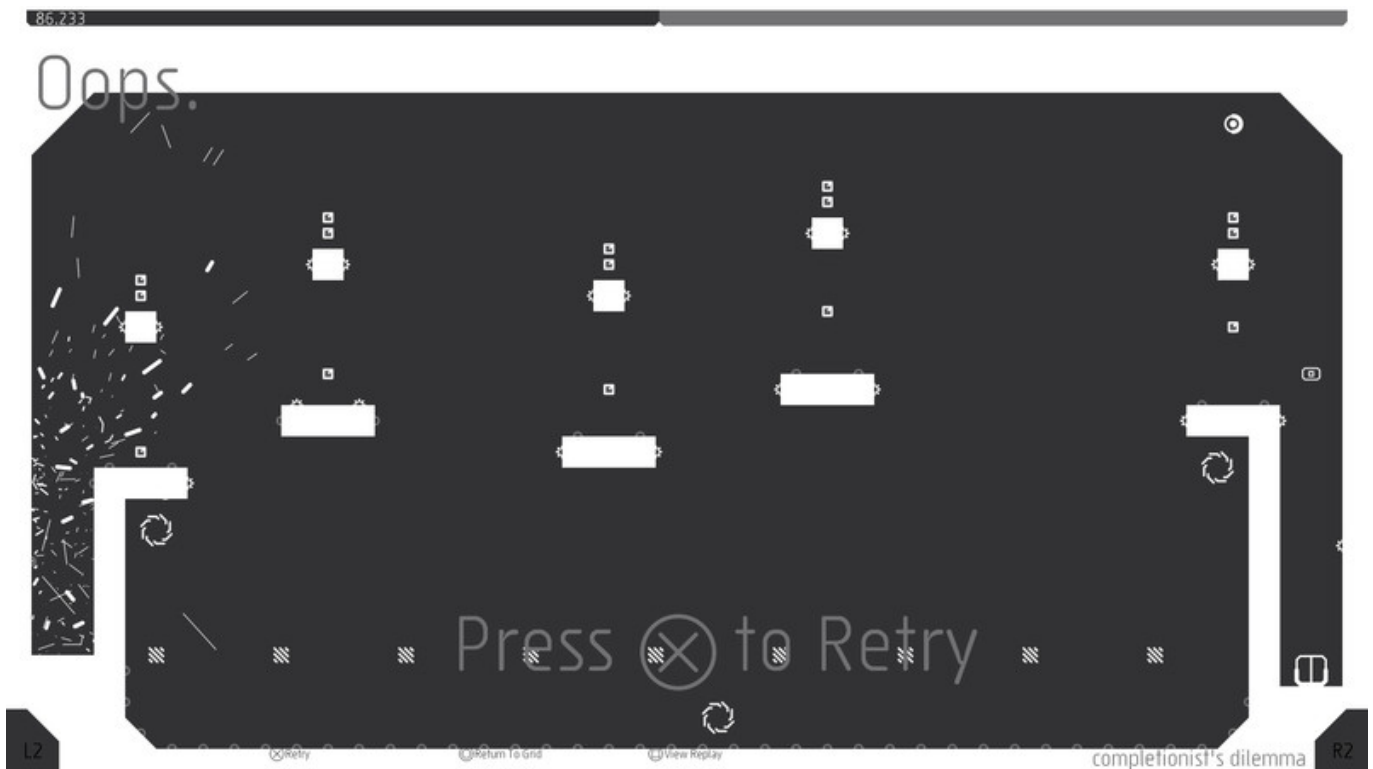 86.233
Oops.
Press ⓧ to Retry
L2
Retry
Return To Grid
View Replay
completionist's dilemma
R2